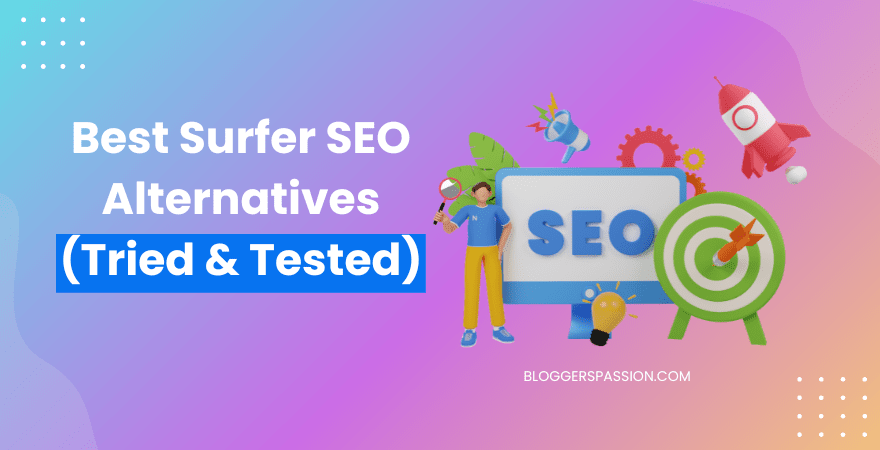 Best Surfer SEO
Alternatives
(Tried & Tested)
SEO
BLOGGERSPASSION.COM